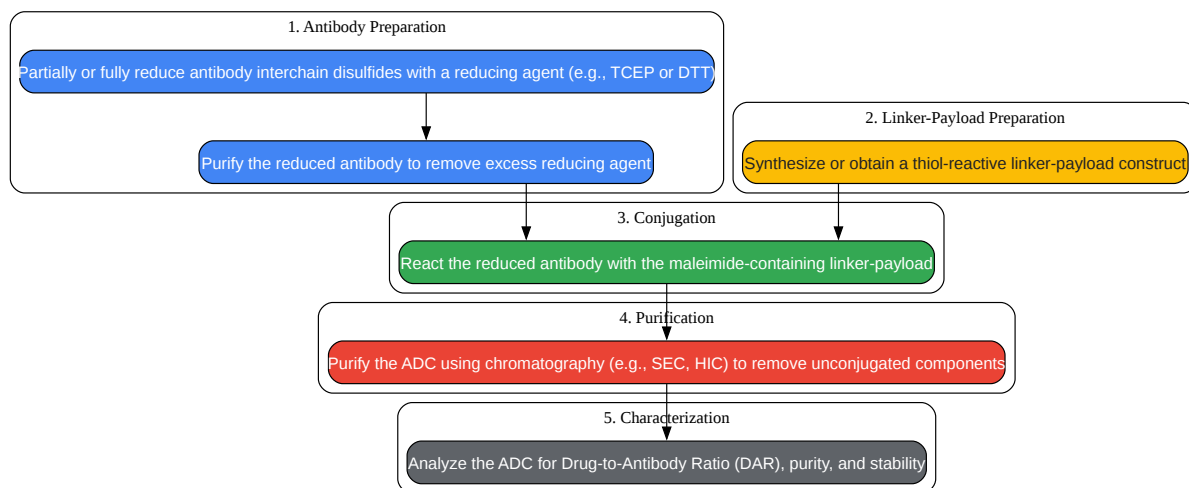 1. Antibody Preparation
Partially or fully reduce antibody interchain disulfides with a reducing agent (e.g., TCEP or DTT)
Purify the reduced antibody to remove excess reducing agent
2. Linker-Payload Preparation
Synthesize or obtain a thiol-reactive linker-payload construct
3. Conjugation
React the reduced antibody with the maleimide-containing linker-payload
4. Purification
Purify the ADC using chromatography (e.g., SEC, HIC) to remove unconjugated components
5. Characterization
Analyze the ADC for Drug-to-Antibody Ratio (DAR), purity, and stability